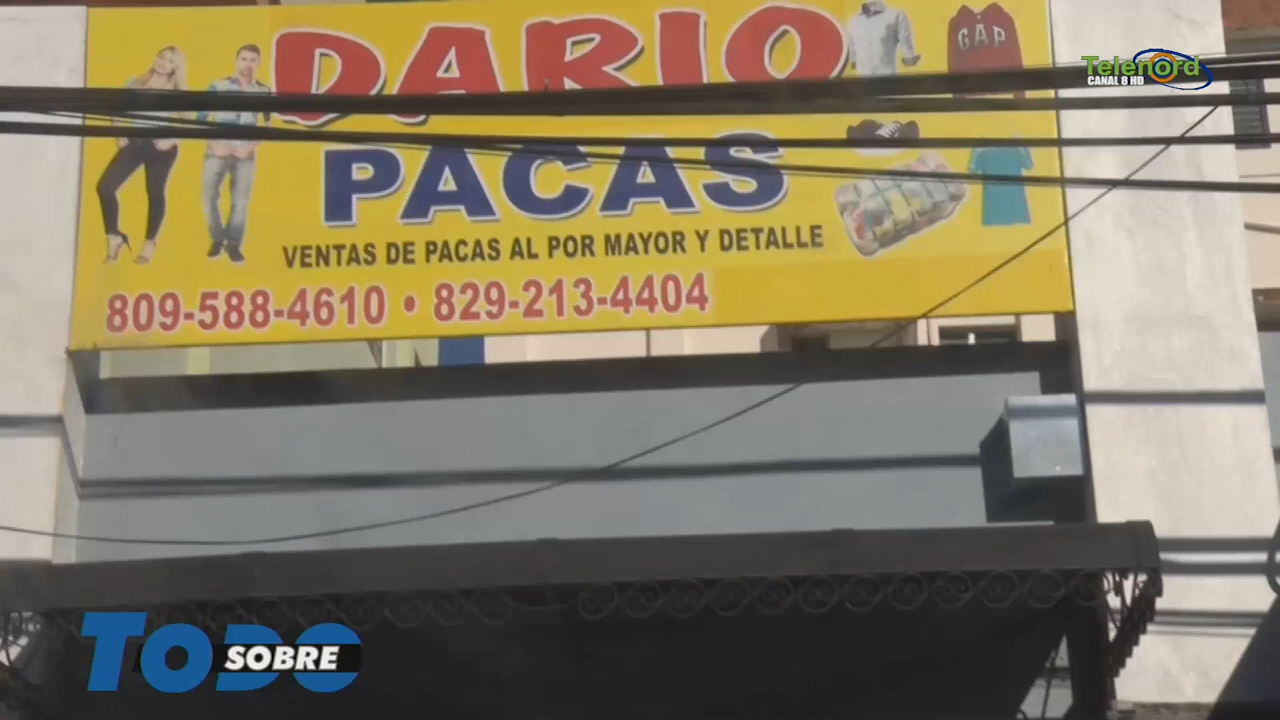 DARIO
GAP
Telenord
CANAL 8 HD
PACAS
VENTAS DE PACAS AL POR MAYOR Y DETALLE
809-588-4610 • 829-213-4404
TODO
SOBRE